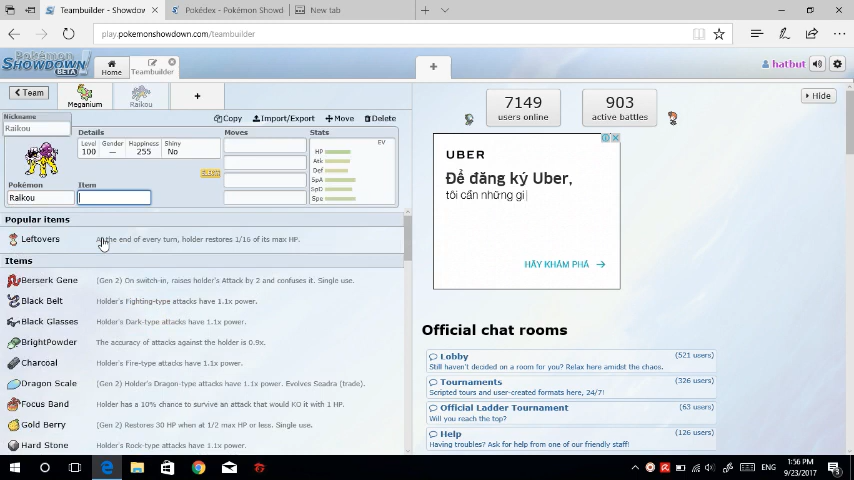 Teambuilder - Showdov
Pokédex - Pokémon Showd
New tab
play.pokemonshowdown.com/teambuilder
Pokémon
SHOWDOWN
BETA
Home
Teambuilder
hatbut
Team
Meganium
Raikou
+
Hide
Copy
Import/Export
Move
Delete
7149
users online
903
active battles
Nickname
Raikou
Details
Level Gender Happiness Shiny
100 — 255 No
Moves
Stats
EV
HP
Atk
Def
SpA
SpD
Spe
Pokémon
Raikou
Item
UBER
Để đăng ký Uber,
tôi cần những gi
HÃY KHÁM PHÁ
Popular items
Leftovers At the end of every turn, holder restores 1/16 of its max HP.
Items
Berserk Gene (Gen 2) On switch-in, raises holder's Attack by 2 and confuses it. Single use.
Black Belt Holder's Fighting-type attacks have 1.1x power.
Black Glasses Holder's Dark-type attacks have 1.1x power.
BrightPowder The accuracy of attacks against the holder is 0.9x.
Charcoal Holder's Fire-type attacks have 1.1x power.
Dragon Scale (Gen 2) Holder's Dragon-type attacks have 1.1x power. Evolves Seadra (trade).
Focus Band Holder has a 10% chance to survive an attack that would KO it with 1 HP.
Gold Berry (Gen 2) Restores 30 HP when at 1/2 max HP or less. Single use.
Hard Stone Holder's Rock-type attacks have 1.1x power.
Official chat rooms
Lobby (521 users)
Still haven't decided on a room for you? Relax here amidst the chaos.
Tournaments (326 users)
Scripted tours and user-created formats here, 24/7!
Official Ladder Tournament (63 users)
Will you reach the top?
Help (126 users)
Having troubles? Ask for help from one of our friendly staff!
ENG
1:56 PM
9/23/2017